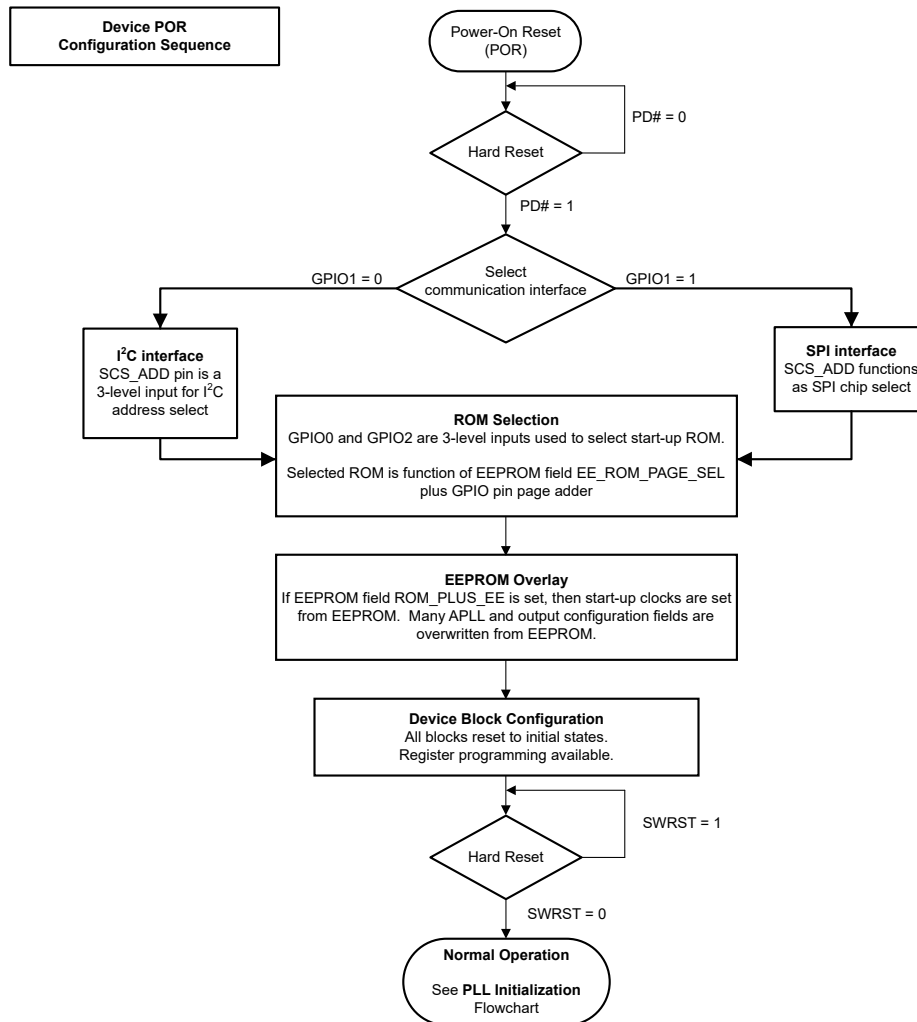 Device POR
Configuration Sequence
Power-On Reset
(POR)
PD# = 0
Hard Reset
PD# = 1
Select
communication interface
GPIO1 = 0
GPIO1 = 1
I²C interface
SCS_ADD pin is a
3-level input for I²C
address select
SPI interface
SCS_ADD functions
as SPI chip select
ROM Selection
GPIO0 and GPIO2 are 3-level inputs used to select start-up ROM.
Selected ROM is function of EEPROM field EE_ROM_PAGE_SEL
plus GPIO pin page adder
EEPROM Overlay
If EEPROM field ROM_PLUS_EE is set, then start-up clocks are set
from EEPROM. Many APLL and output configuration fields are
overwritten from EEPROM.
Device Block Configuration
All blocks reset to initial states.
Register programming available.
SWRST = 1
Hard Reset
SWRST = 0
Normal Operation
See PLL Initialization
Flowchart